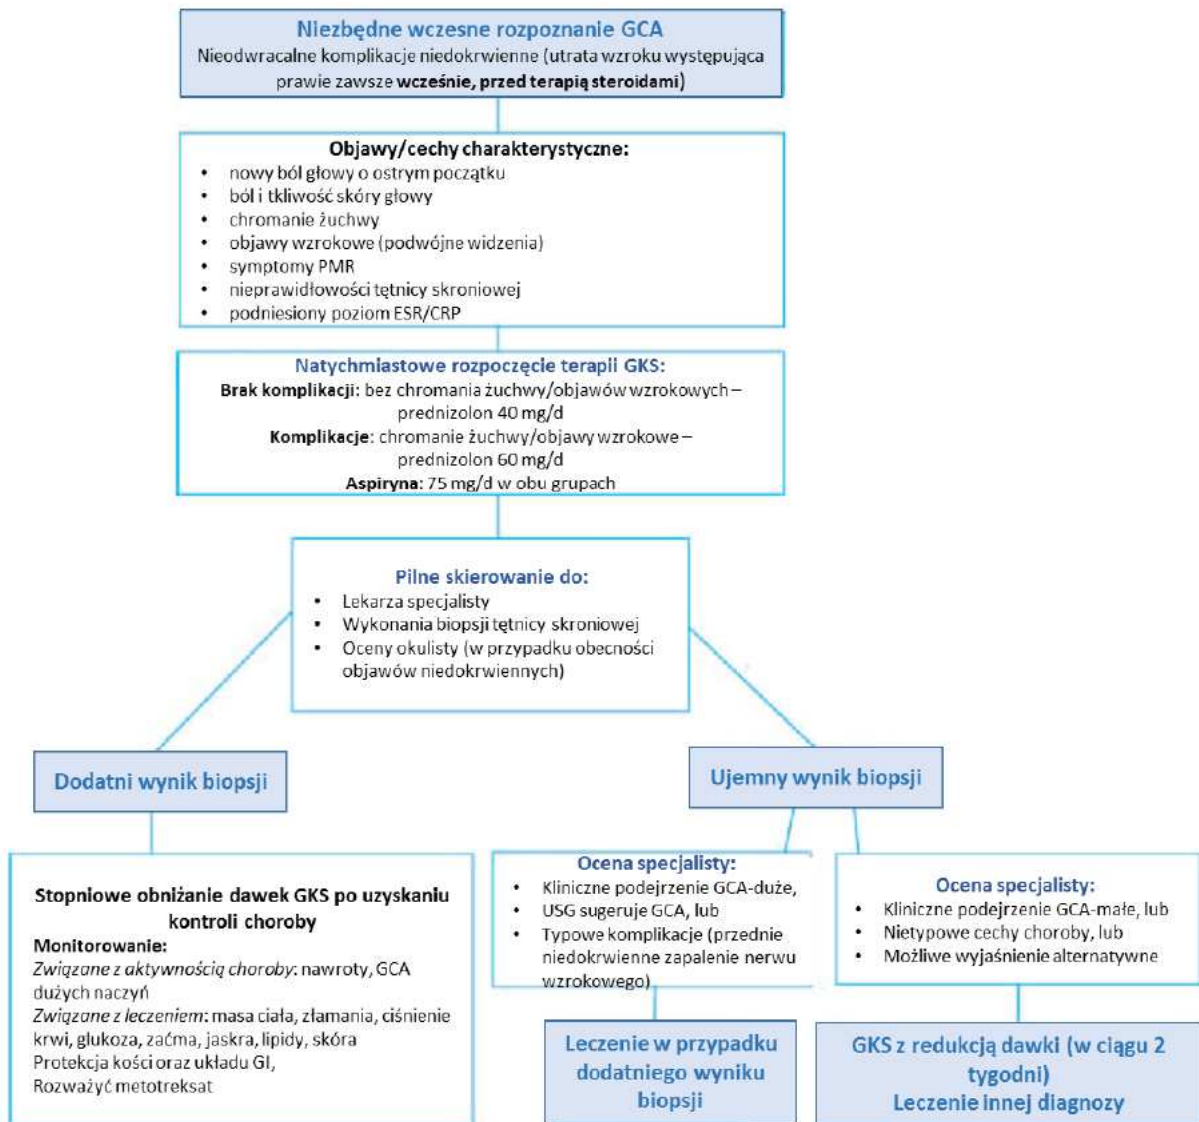 Niezbędne wczesne rozpoznanie GCA
Nieodwracalne komplikacje niedokrwienne (utrata wzroku występująca
prawie zawsze wcześnie, przed terapią steroidami)
Objawy/cechy charakterystyczne:
• nowy ból głowy o ostrym początku
• ból i tkliwość skóry głowy
• chromanie żuchwy
• objawy wzrokowe (podwójne widzenia)
• symptomy PMR
• nieprawidłowości tętnicy skroniowej
• podniesiony poziom ESR/CRP
Natychmiastowe rozpoczęcie terapii GKS:
Brak komplikacji: bez chromania żuchwy/objawów wzrokowych –
prednizolon 40 mg/d
Komplikacje: chromanie żuchwy/objawy wzrokowe –
prednizolon 60 mg/d
Aspiryna: 75 mg/d w obu grupach
Pilne skierowanie do:
• Lekarza specjalisty
• Wykonania biopsji tętnicy skroniowej
• Oceny okulisty (w przypadku obecności
objawów niedokrwiennych)
Dodatni wynik biopsji
Ujemny wynik biopsji
Stopniowe obniżanie dawek GKS po uzyskaniu
kontroli choroby
Monitorowanie:
Związane z aktywnością choroby: nawroty, GCA
dużych naczyń
Związane z leczeniem: masa ciała, złamania, ciśnienie
krwi, glukoza, zaćma, jaskra, lipidy, skóra
Protekcja kości oraz układu GI,
Rozważyć metotreksat
Ocena specjalisty:
• Kliniczne podejrzenie GCA-duże,
• USG sugeruje GCA, lub
• Typowe komplikacje (przednie
niedokrwienne zapalenie nerwu
wzrokowego)
Leczenie w przypadku
dodatniego wyniku
biopsji
Ocena specjalisty:
• Kliniczne podejrzenie GCA-małe, lub
• Nietypowe cechy choroby, lub
• Możliwe wyjaśnienie alternatywne
GKS z redukcją dawki (w ciągu 2
tygodni)
Leczenie innej diagnozy